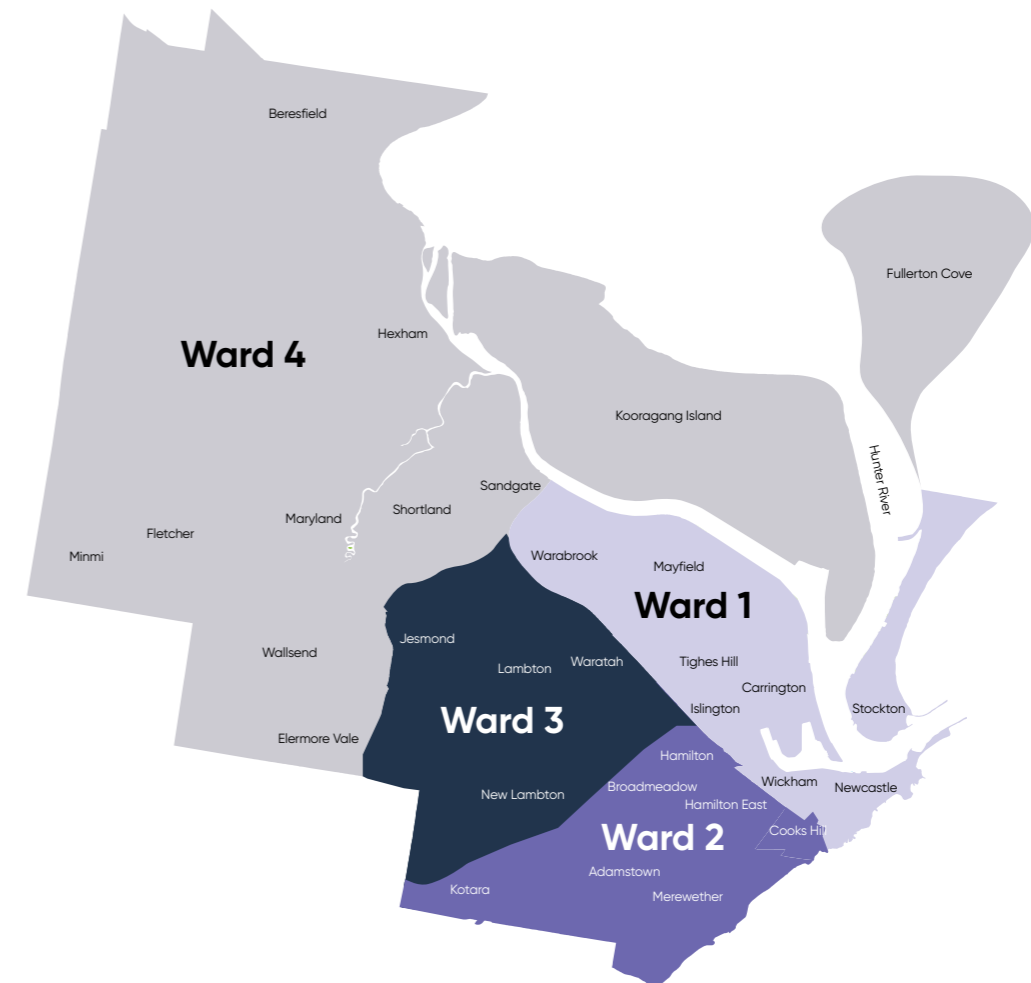 Beresfield
Fullerton Cove
Hexham
Ward 4
Kooragang Island
Hunter River
Sandgate
Shortland
Maryland
Fletcher
Minmi
Warabrook
Mayfield
Ward 1
Jesmond
Wallsend
Lambton
Waratah
Tighes Hill
Carrington
Islington
Stockton
Ward 3
Elermore Vale
Hamilton
Wickham
Newcastle
Broadmeadow
New Lambton
Hamilton East
Cooks Hill
Ward 2
Adamstown
Kotara
Merewether